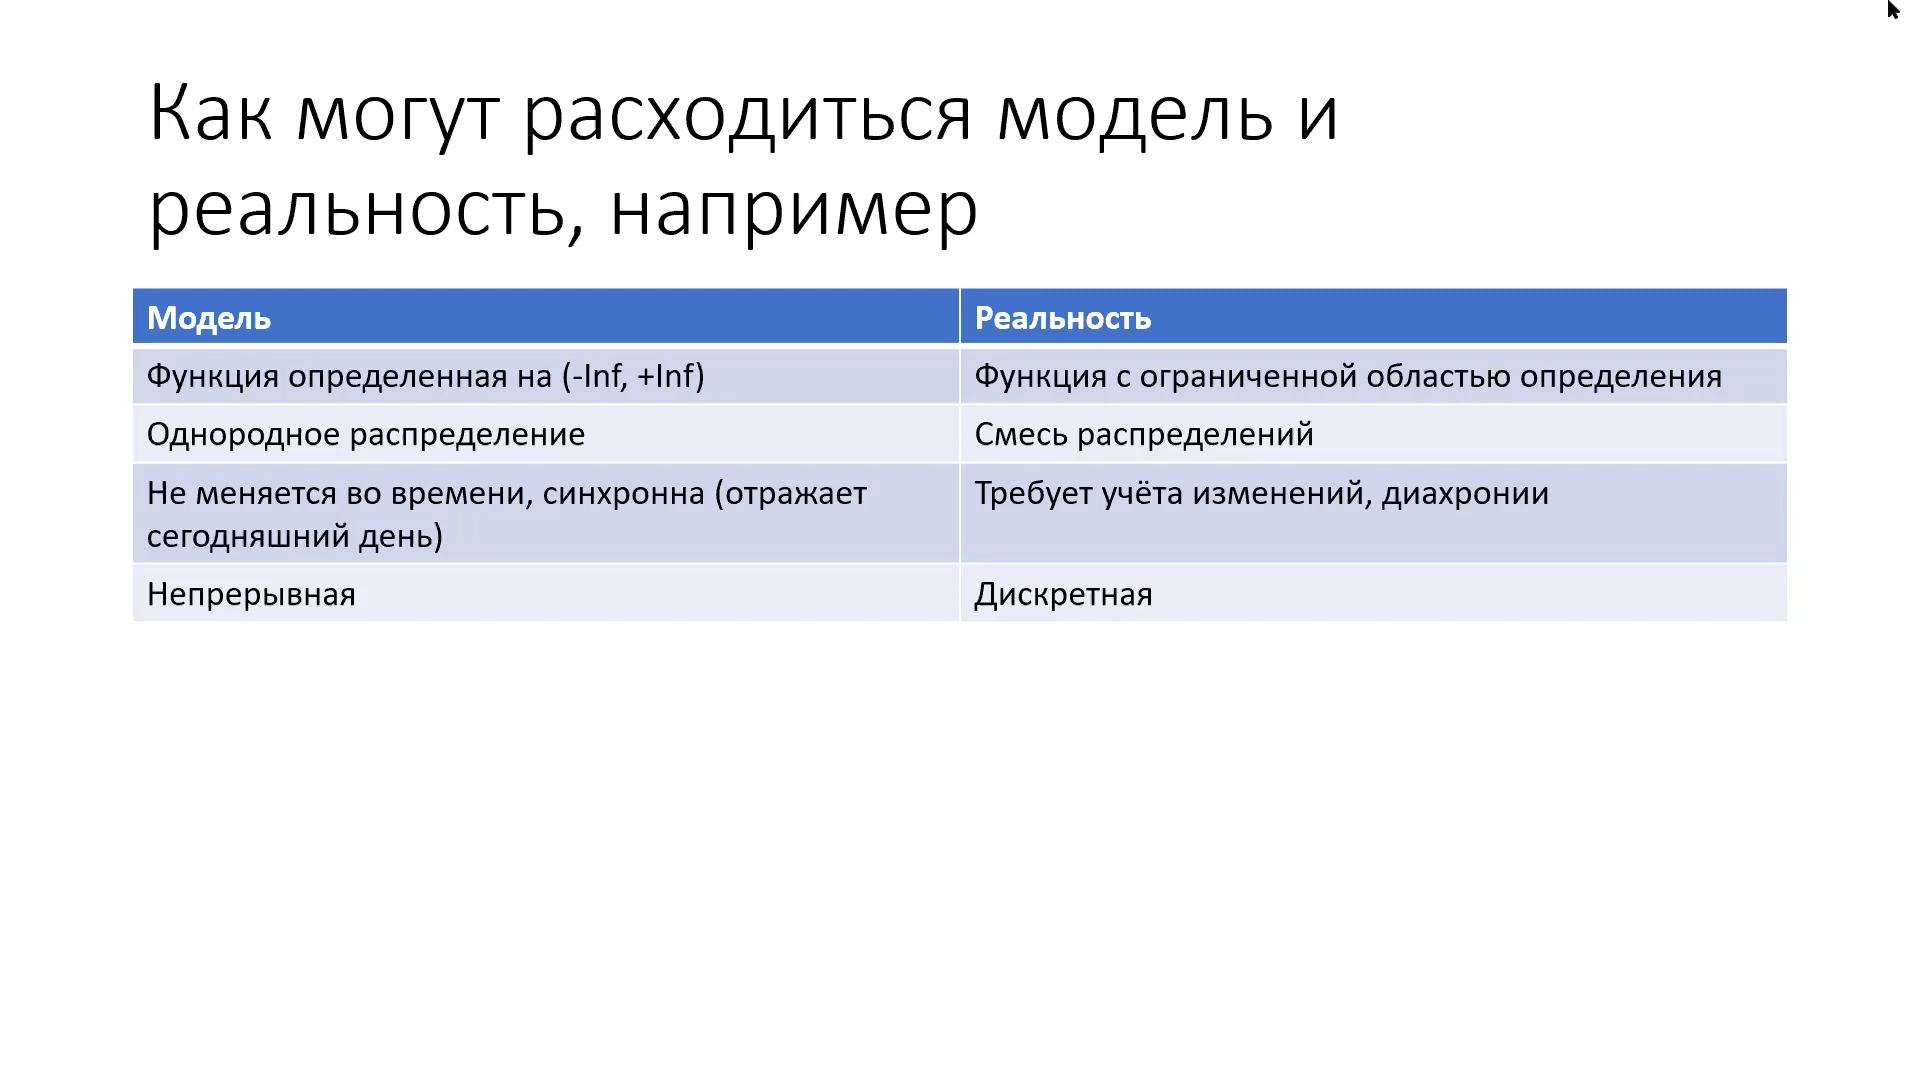 Как могут расходиться модель и
реальность, например
Модель
Реальность
Функция определенная на (-Inf, +Inf)
Функция с ограниченной областью определения
Однородное распределение
Смесь распределений
Не меняется во времени, синхронна (отражает
сегодняшний день)
Требует учёта изменений, диахронии
Непрерывная
Дискретная